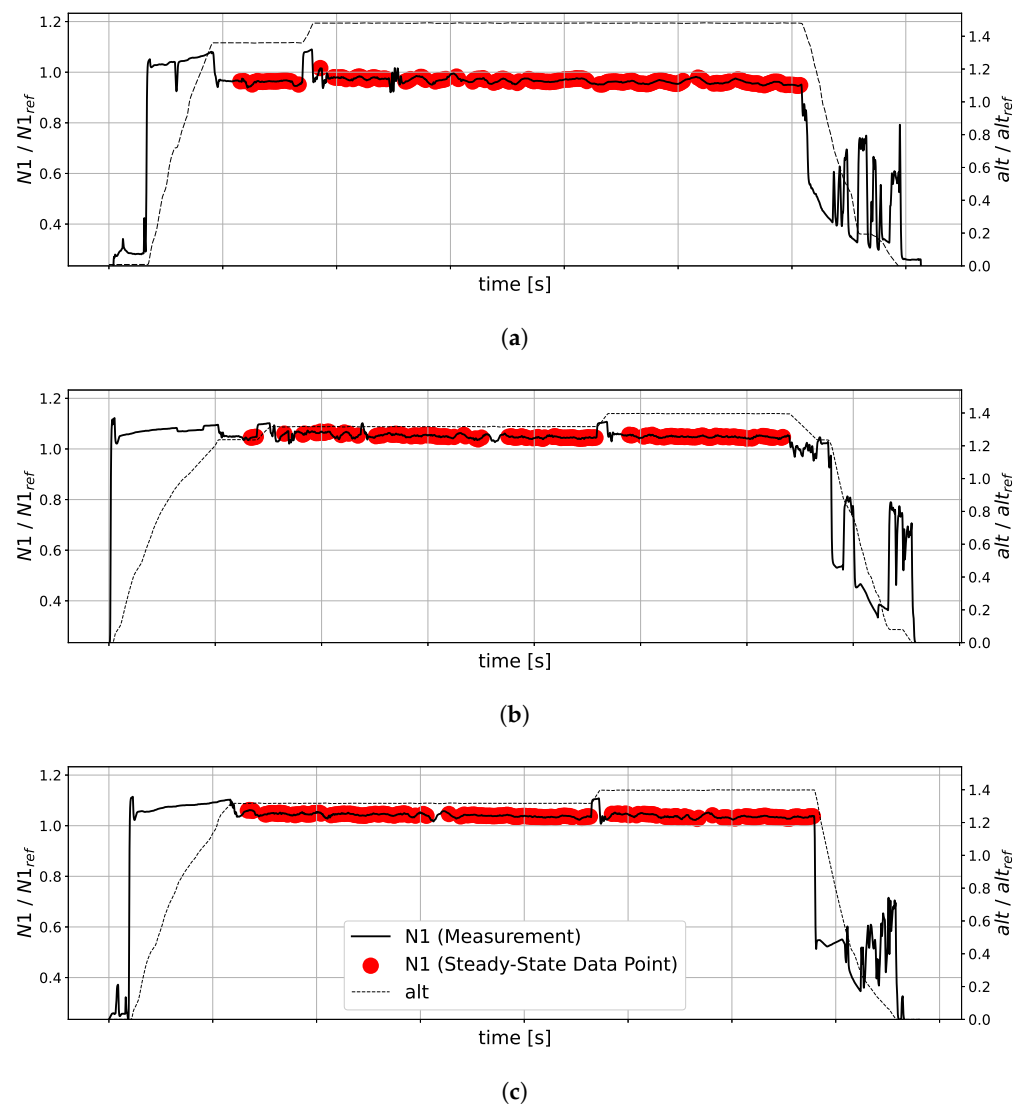 1.2
1.0
0.8
0.6
0.4
N1 / N1ref
1.4
1.2
1.0
0.8
0.6
0.4
0.2
0.0
alt / altref
time [s]
(a)
1.2
1.0
0.8
0.6
0.4
N1 / N1ref
1.4
1.2
1.0
0.8
0.6
0.4
0.2
0.0
alt / altref
time [s]
(b)
1.2
1.0
0.8
0.6
0.4
N1 / N1ref
1.4
1.2
1.0
0.8
0.6
0.4
0.2
0.0
alt / altref
N1 (Measurement)
N1 (Steady-State Data Point)
alt
time [s]
(c)